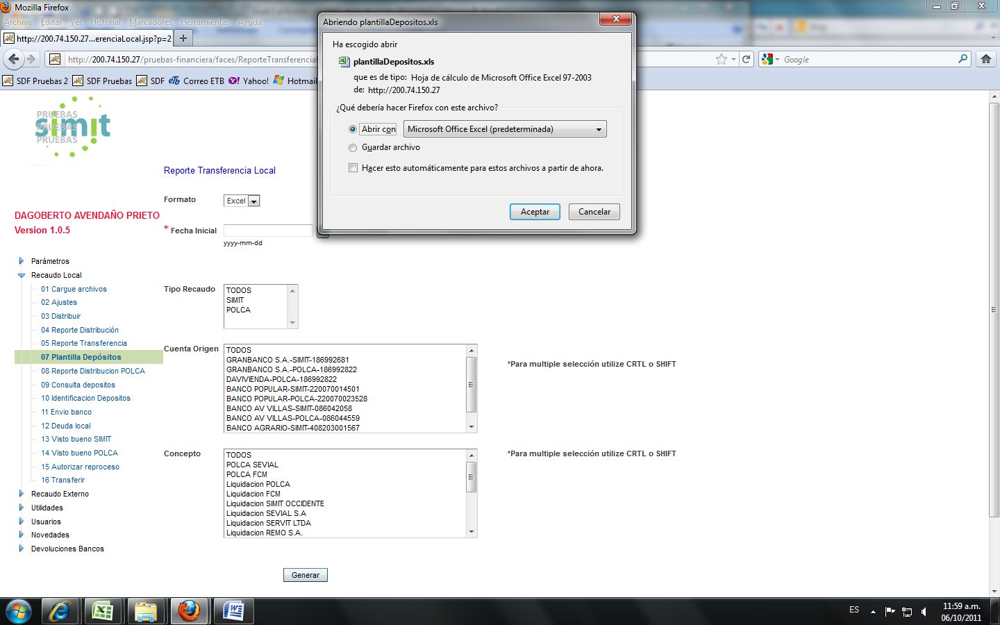 Mozilla Firefox
Archivo Editar Ver Historial Marcadores Herramientas Ayuda
http://200.74.150.27...erenciaLocal.jsp?p=2
http://200.74.150.27/pruebas-financiera/faces/ReporteTransferencial
Google
SDF Pruebas 2 SDF Pruebas SDF Correo ETB Yahoo! Hotmail
Abriendo plantillaDepositos.xls
Ha escogido abrir
plantillaDepositos.xls
que es de tipo: Hoja de cálculo de Microsoft Office Excel 97-2003
de: http://200.74.150.27
¿Qué debería hacer Firefox con este archivo?
Abrir con Microsoft Office Excel (predeterminada)
Guardar archivo
Hacer esto automáticamente para estos archivos a partir de ahora.
Aceptar Cancelar
PRUEBAS
simit
PRUEBAS
PRUEBAS
DAGOBERTO AVENDAÑO PRIETO
Version 1.0.5
Parámetros
Recaudo Local
01 Cargue archivos
02 Ajustes
03 Distribuir
04 Reporte Distribución
05 Reporte Transferencia
07 Plantilla Depósitos
08 Reporte Distribucion POLCA
09 Consulta depositos
10 Identificacion Depositos
11 Envio banco
12 Deuda local
13 Visto bueno SIMIT
14 Visto bueno POLCA
15 Autorizar reproceso
16 Transferir
Recaudo Externo
Utilidades
Usuarios
Novedades
Devoluciones Bancos
Reporte Transferencia Local
Formato Excel
* Fecha Inicial
yyyy-mm-dd
Tipo Recaudo
TODOS
SIMIT
POLCA
Cuenta Origen
TODOS
GRANBANCO S.A.-SIMIT-186992681
GRANBANCO S.A.-POLCA-186992822
DAVIVIENDA-POLCA-186992822
BANCO POPULAR-SIMIT-220070014501
BANCO POPULAR-POLCA-220070023528
BANCO AV VILLAS-SIMIT-086042058
BANCO AV VILLAS-POLCA-086044559
BANCO AGRARIO-SIMIT-408203001567
*Para multiple selección utilize CRTL o SHIFT
Concepto
TODOS
POLCA SEVIAL
POLCA FCM
Liquidacion POLCA
Liquidacion FCM
Liquidacion SIMIT OCCIDENTE
Liquidacion SEVIAL S.A
Liquidacion SERVIT LTDA
Liquidacion REMO S.A.
*Para multiple selección utilize CRTL o SHIFT
Generar
ES
11:59 a.m.
06/10/2011